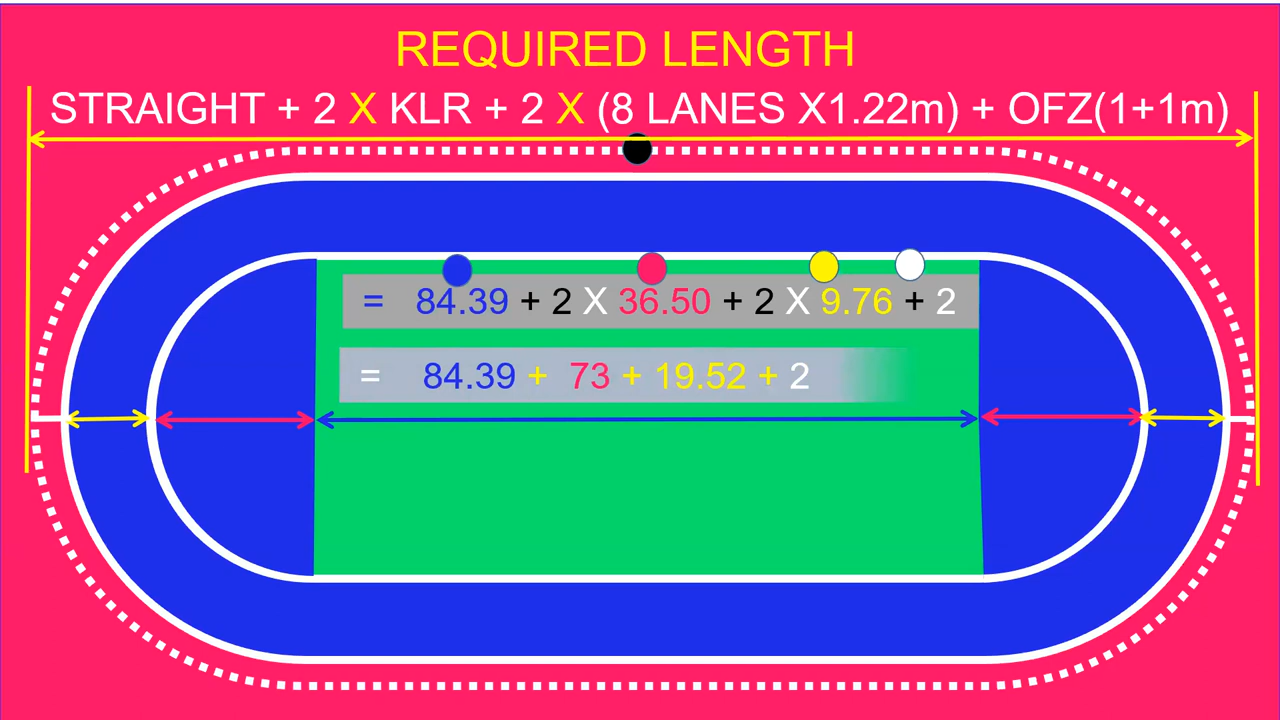 REQUIRED LENGTH
STRAIGHT + 2 X KLR + 2 X (8 LANES X1.22m) + OFZ(1+1m)
= 84.39 + 2 X 36.50 + 2 X 9.76 + 2
= 84.39 + 73 + 19.52 + 2